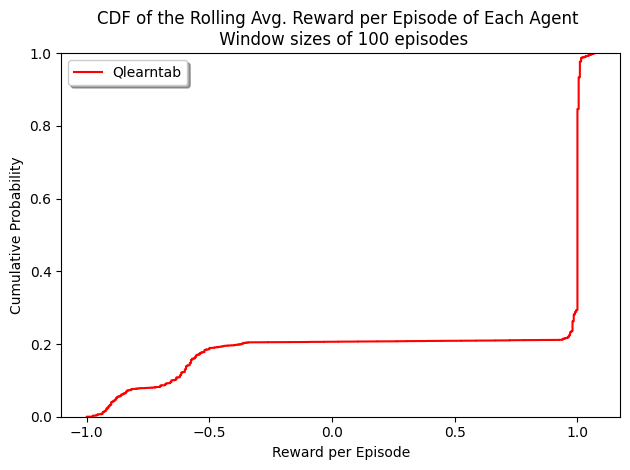 CDF of the Rolling Avg. Reward per Episode of Each Agent
Window sizes of 100 episodes
Qlearntab
1.0
0.8
0.6
0.4
0.2
0.0
Cumulative Probability
−1.0
−0.5
0.0
0.5
1.0
Reward per Episode